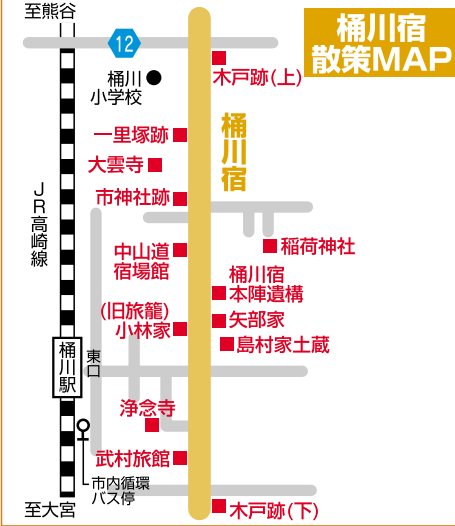 至熊谷
桶川宿
散策MAP
12
木戸跡(上)
桶川
小学校
桶川宿
一里塚跡
大雲寺
市神社跡
JR高崎線
稲荷神社
中山道
宿場館
桶川宿
本陣遺構
(旧旅籠)
小林家
矢部家
島村家土蔵
桶川駅
東口
浄念寺
武村旅館
市内循環
バス停
至大宮
木戸跡(下)